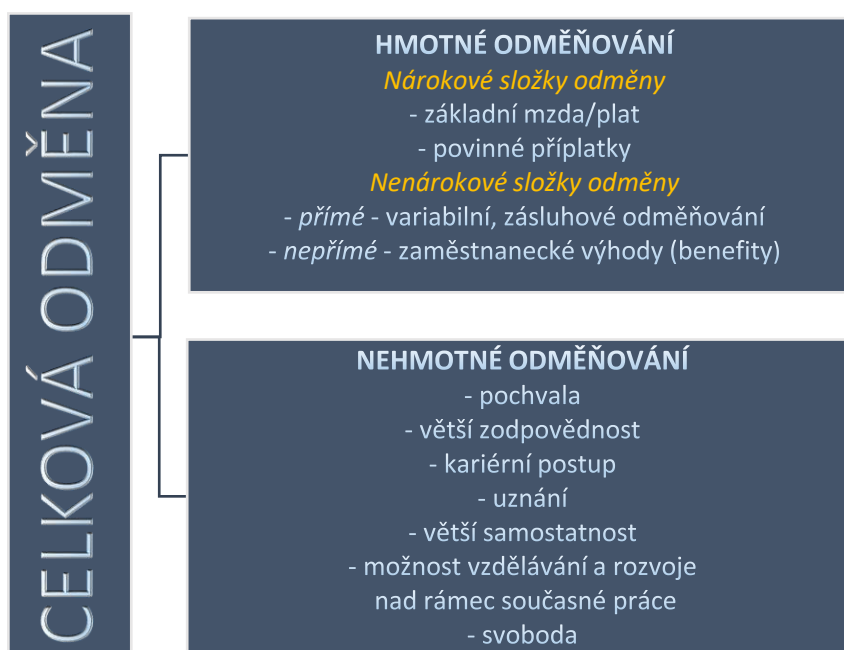 CELKOVÁ ODMĚNA
HMOTNÉ ODMĚŇOVÁNÍ
Nárokové složky odměny
- základní mzda/plat
- povinné příplatky
Nenárokové složky odměny
- přímé - variabilní, zásluhové odměňování
- nepřímé - zaměstnanecké výhody (benefity)
NEHMOTNÉ ODMĚŇOVÁNÍ
- pochvala
- větší zodpovědnost
- kariérní postup
- uznání
- větší samostatnost
- možnost vzdělávání a rozvoje
nad rámec současné práce
- svoboda